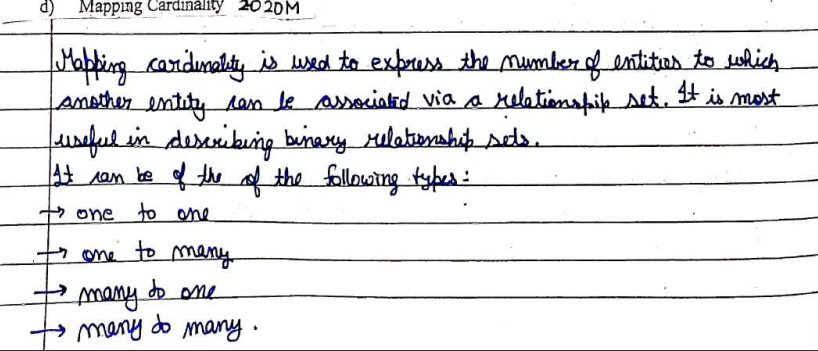 d) Mapping Cardinality 2020M
Mapping cardinality is used to express the number of entities to which
another entity can be associated via a relationship set. It is most
useful in describing binary relationship sets.
It can be of the of the following types :
→ one to one
→ one to many
→ many to one
→ many to many .